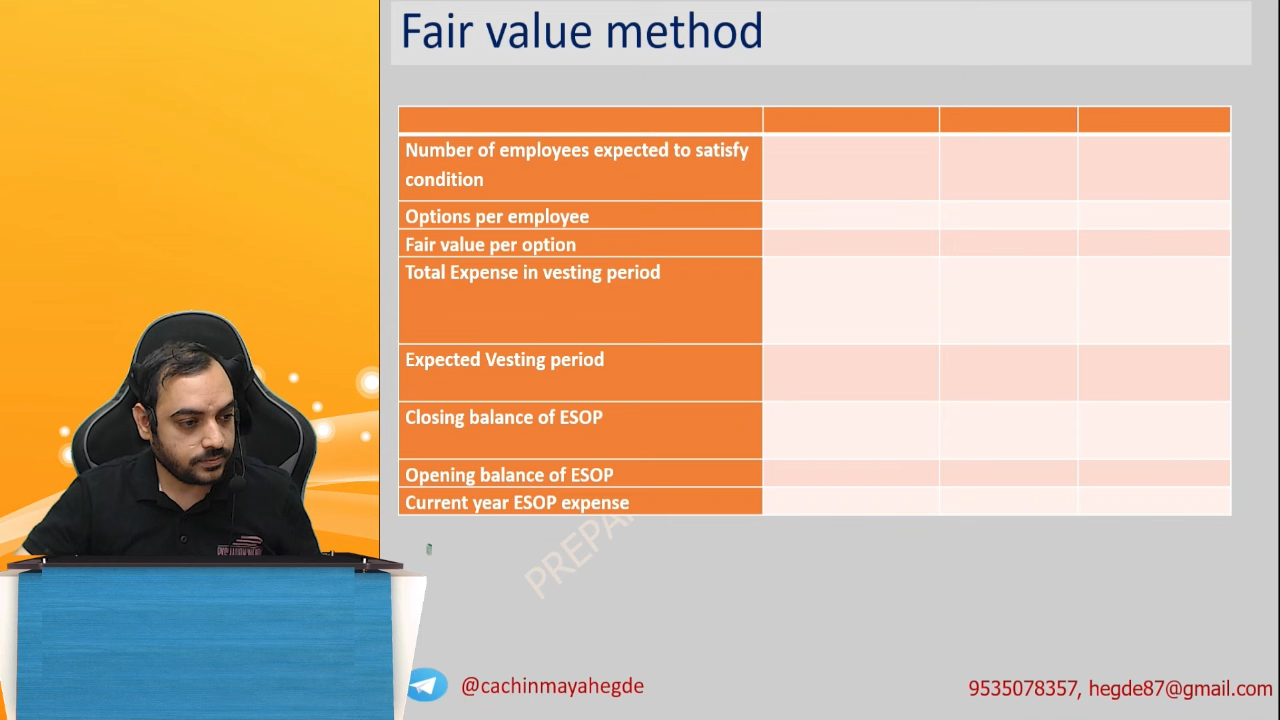 Fair value method
Number of employees expected to satisfy
condition
Options per employee
Fair value per option
Total Expense in vesting period
Expected Vesting period
Closing balance of ESOP
Opening balance of ESOP
Current year ESOP expense
@cachinmayahegde
9535078357, hegde87@gmail.com